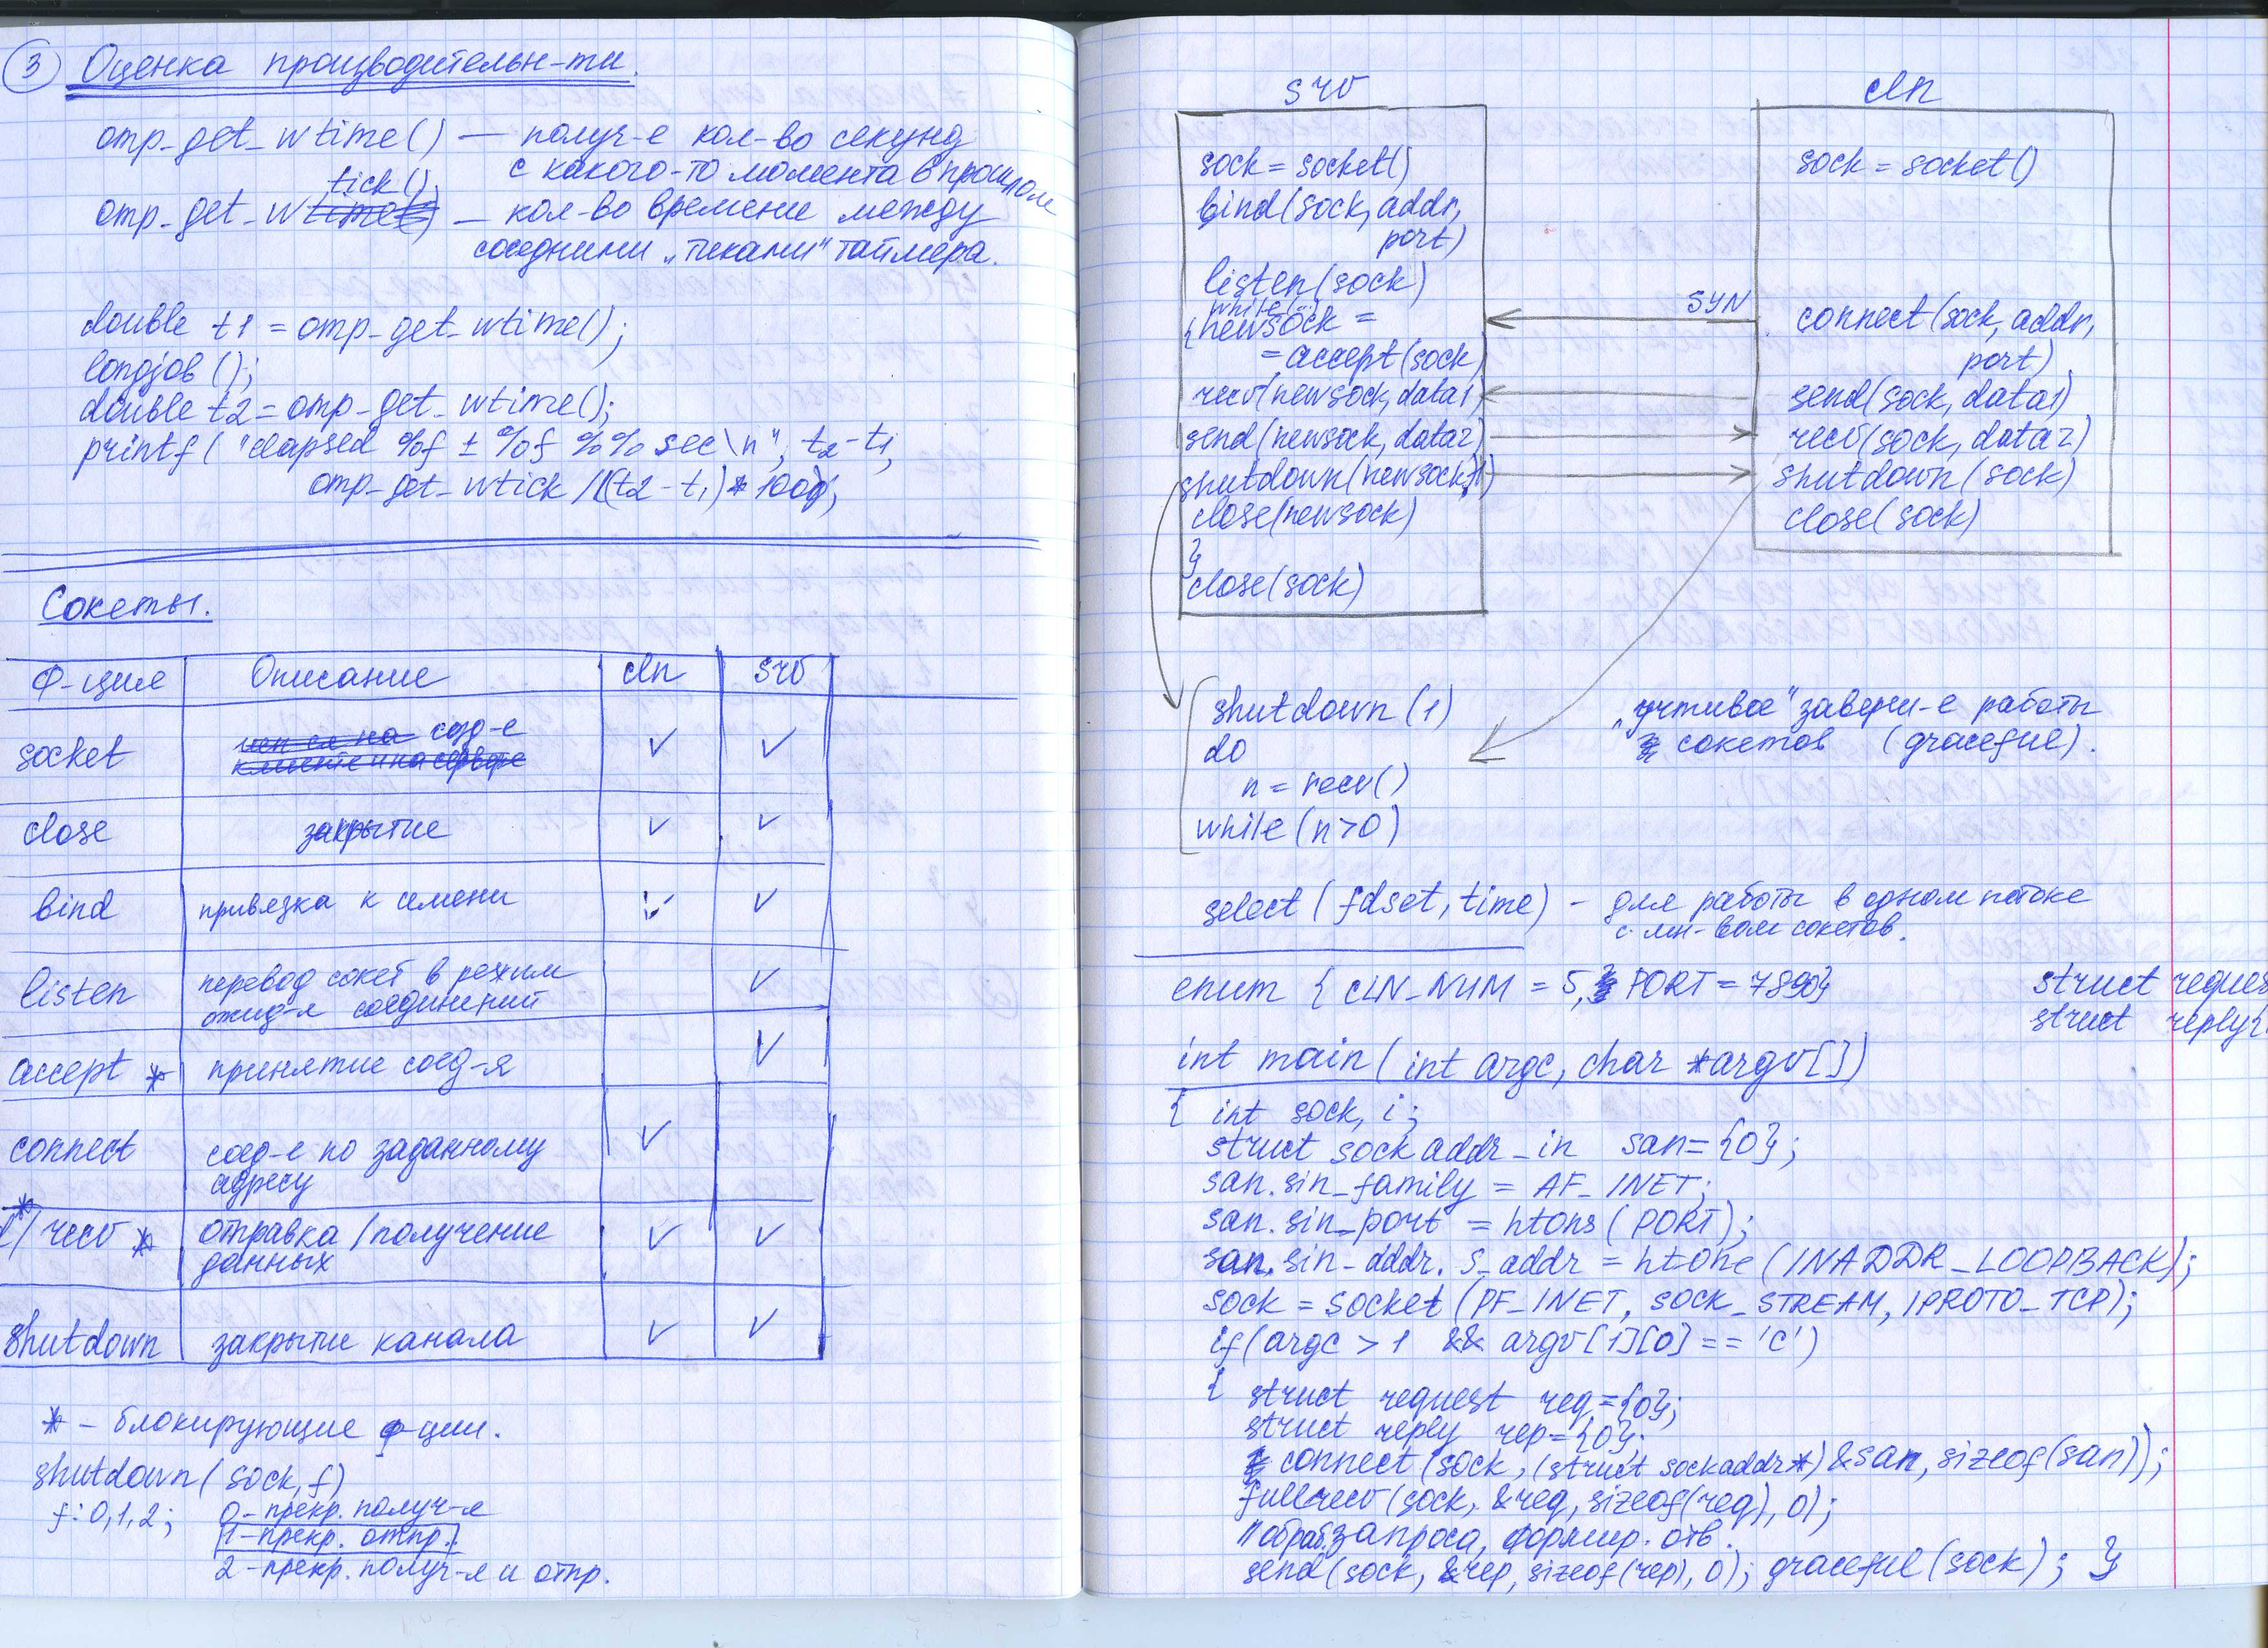 3 Оценка производительн-ти.
omp_get_wtime() — получ-е кол-во секунд
с какого-то момента в прошлом
tick()
omp_get_wtime() — кол-во времени между
соседними „тиками" таймера.
double t1 = omp_get_wtime();
longjob();
double t2 = omp_get_wtime();
printf("elapsed %f ± %f %% sec\n", t2-t1,
omp_get_wtick /((t2-t1)*100);
Сокеты.
Ф-ция Описание cln srv
socket созд-е ✓ ✓
клиенте и на сервере
close закрытие ✓ ✓
bind привязка к семени ✓ ✓
listen перевод сокет в режим ✓
ожид-я соединений
accept * принятие соед-я ✓
connect соед-е по заданному ✓
адресу
*
/recv * отправка/получение ✓ ✓
данных
shutdown закрытие канала ✓ ✓
* - блокирующие ф-ции.
shutdown(sock, f)
f: 0,1,2; 0-прекр. получ-я
1-прекр. отпр.
2-прекр. получ-я и отпр.
srv
sock = socket()
bind(sock, addr,
port)
listen(sock)
while(..)
{newsock =
= accept(sock)
recv(newsock, data1)
send(newsock, data2)
shutdown(newsock,1)
close(newsock)
}
close(sock)
SYN
cln
sock = socket()
connect(sock, addr,
port)
send(sock, data1)
recv(sock, data2)
shutdown(sock)
close(sock)
shutdown(1)
do
n = recv()
while(n>0)
„учтивое" заверш-е работы
сокетов (graceful).
select(fdset, time) - для работы в одном потоке
с мн-вом сокетов.
enum { CLN_NUM = 5, PORT = 7890}
struct reques
struct reply{
int main(int argc, char *argv[])
{ int sock, i;
struct sockaddr_in san={0};
san.sin_family = AF_INET;
san.sin_port = htons(PORT);
san.sin_addr.s_addr = htone(INADDR_LOOPBACK);
sock = socket(PF_INET, SOCK_STREAM, IPROTO_TCP);
if(argc > 1 && argv[1][0] == 'c')
{ struct request req={0};
struct reply rep={0};
connect(sock, (struct sockaddr*)&san, sizeof(san));
fullrecv(sock, &req, sizeof(req), 0);
//обраб. запроса, формир. отв.
send(sock, &rep, sizeof(rep), 0); graceful(sock); }